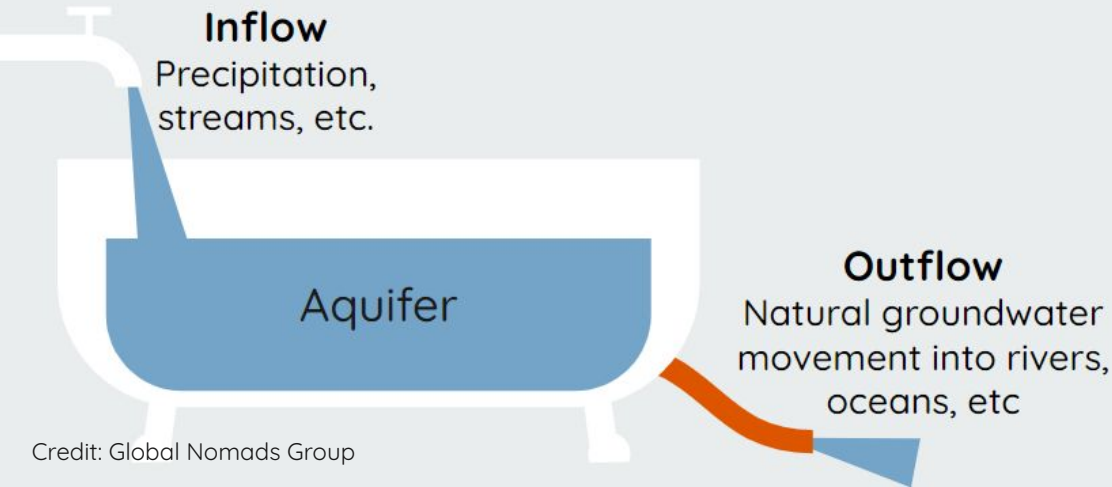 Inflow
Precipitation,
streams, etc.
Aquifer
Outflow
Natural groundwater
movement into rivers,
oceans, etc
Credit: Global Nomads Group